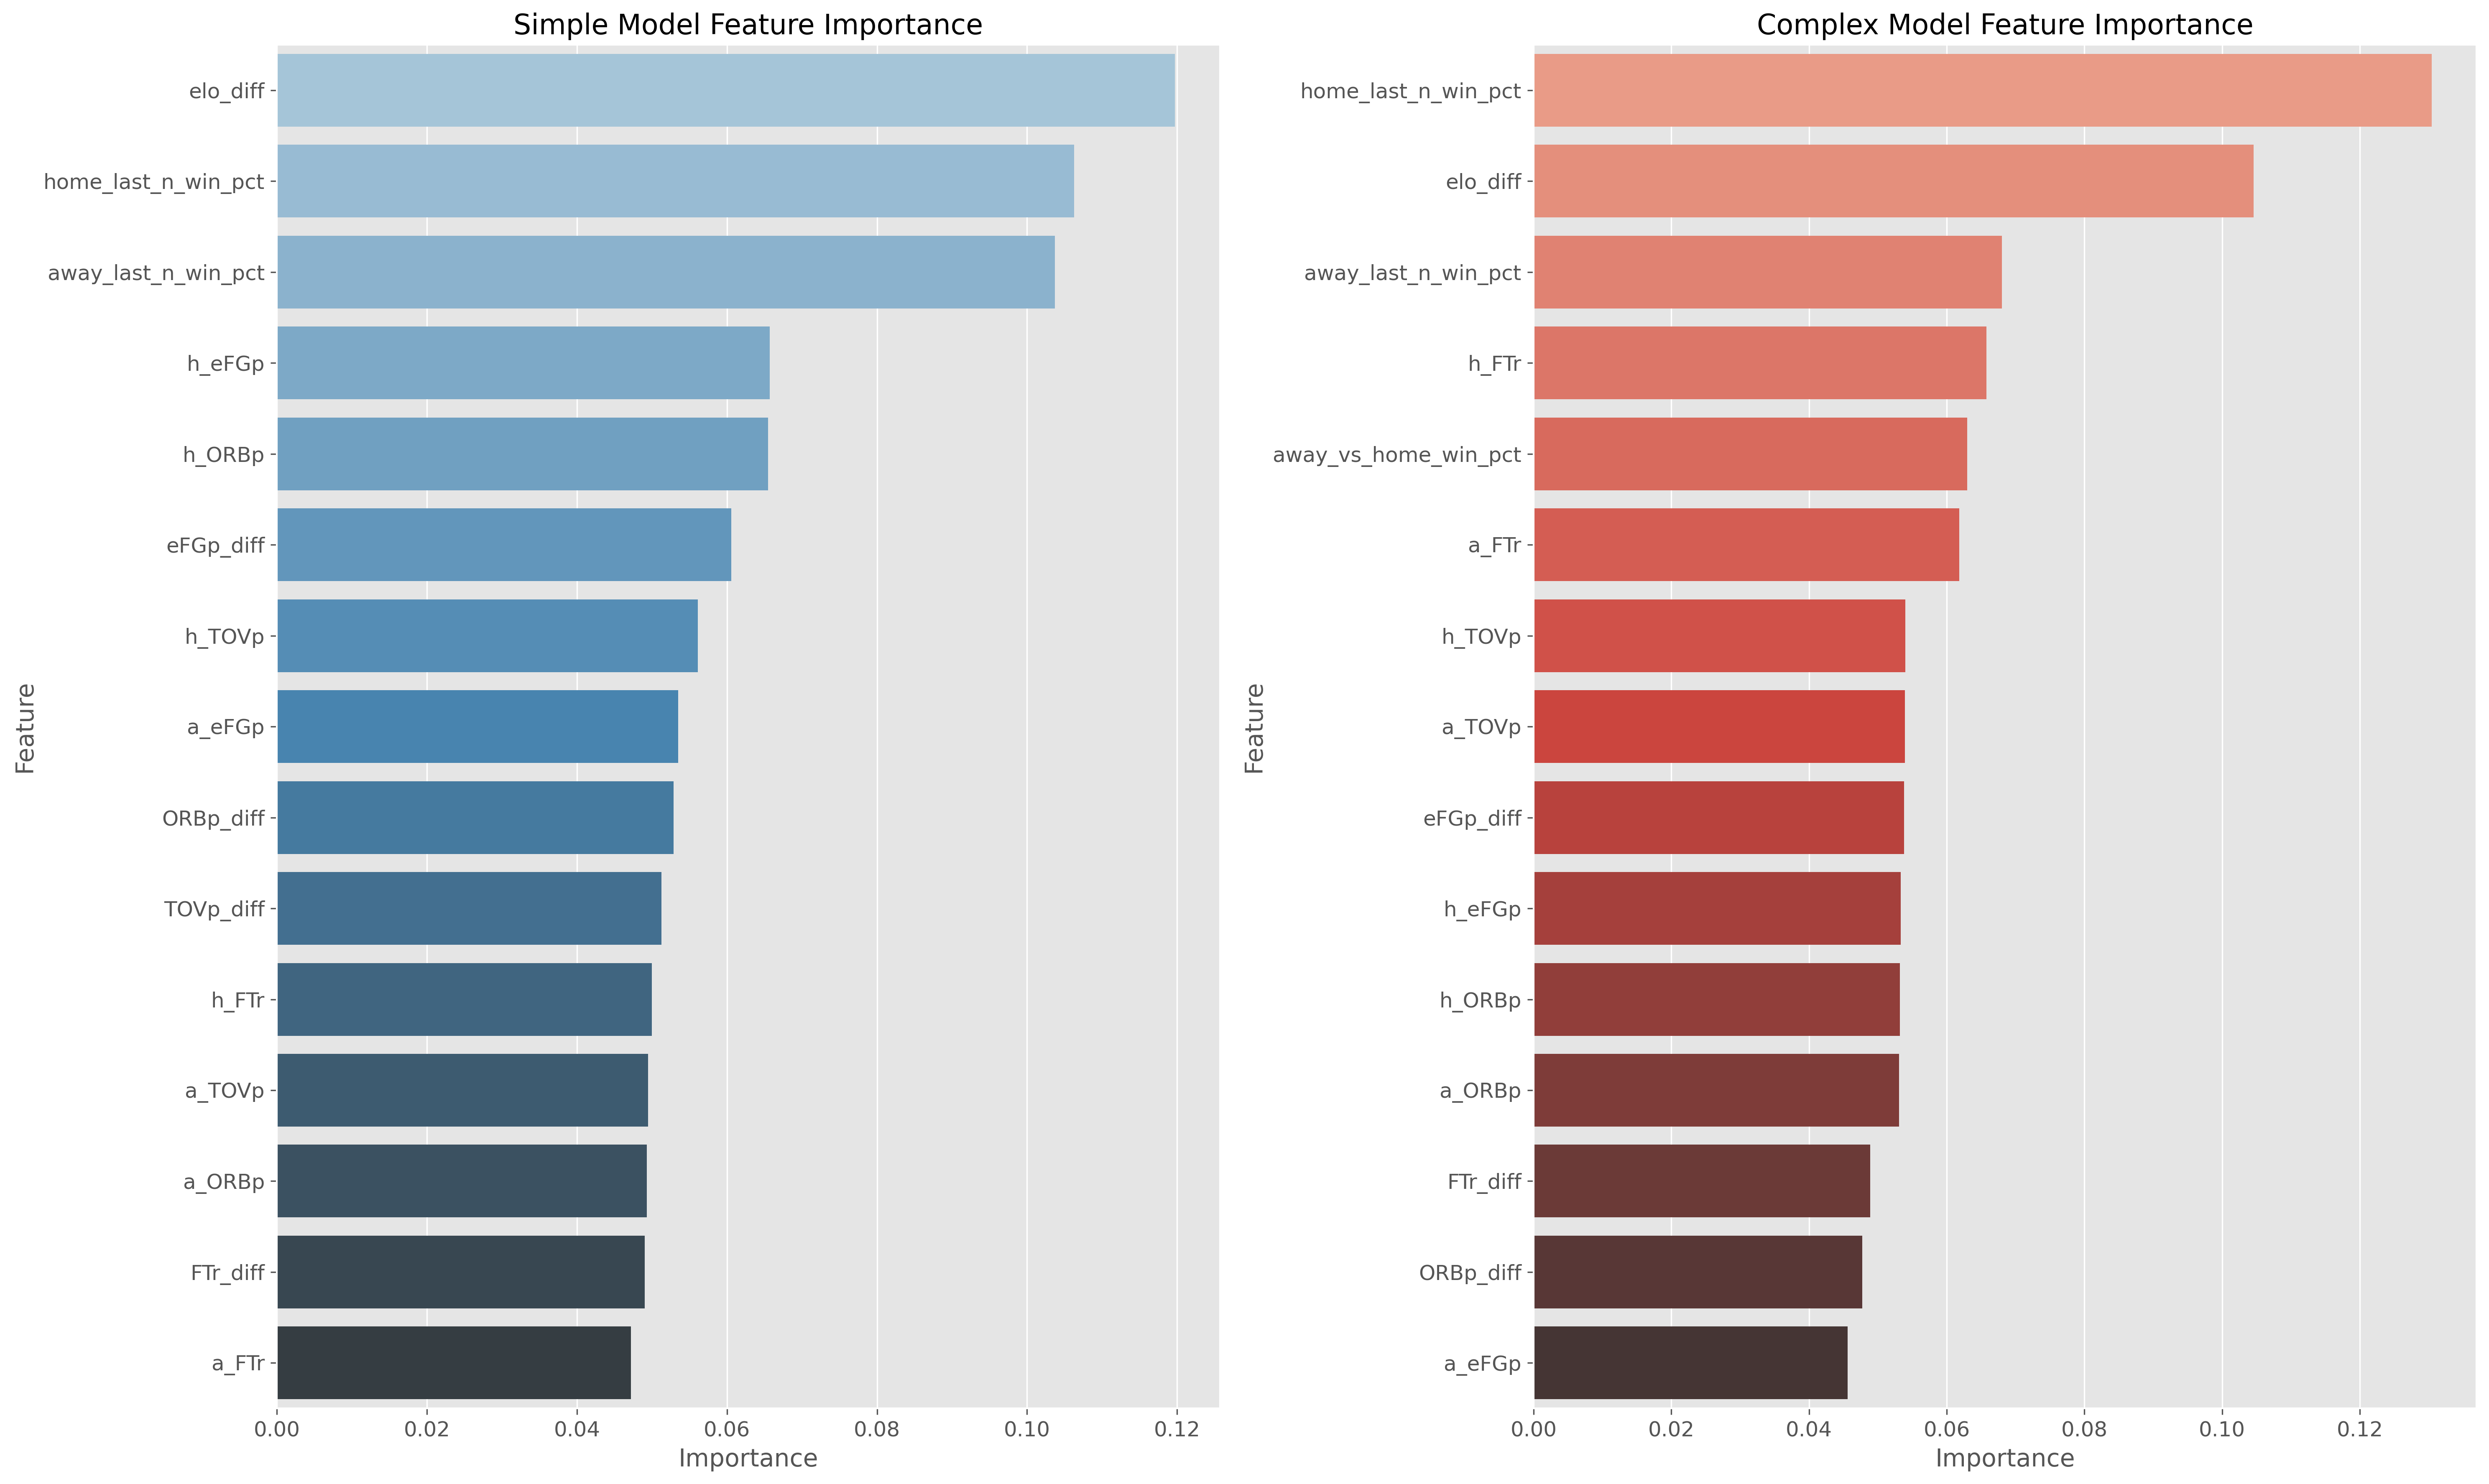 Simple Model Feature Importance
elo_diff
home_last_n_win_pct
away_last_n_win_pct
h_eFGp
h_ORBp
eFGp_diff
h_TOVp
a_eFGp
ORBp_diff
TOVp_diff
h_FTr
a_TOVp
a_ORBp
FTr_diff
a_FTr
Feature
0.00 0.02 0.04 0.06 0.08 0.10 0.12
Importance
Complex Model Feature Importance
home_last_n_win_pct
elo_diff
away_last_n_win_pct
h_FTr
away_vs_home_win_pct
a_FTr
h_TOVp
a_TOVp
eFGp_diff
h_eFGp
h_ORBp
a_ORBp
FTr_diff
ORBp_diff
a_eFGp
Feature
0.00 0.02 0.04 0.06 0.08 0.10 0.12
Importance